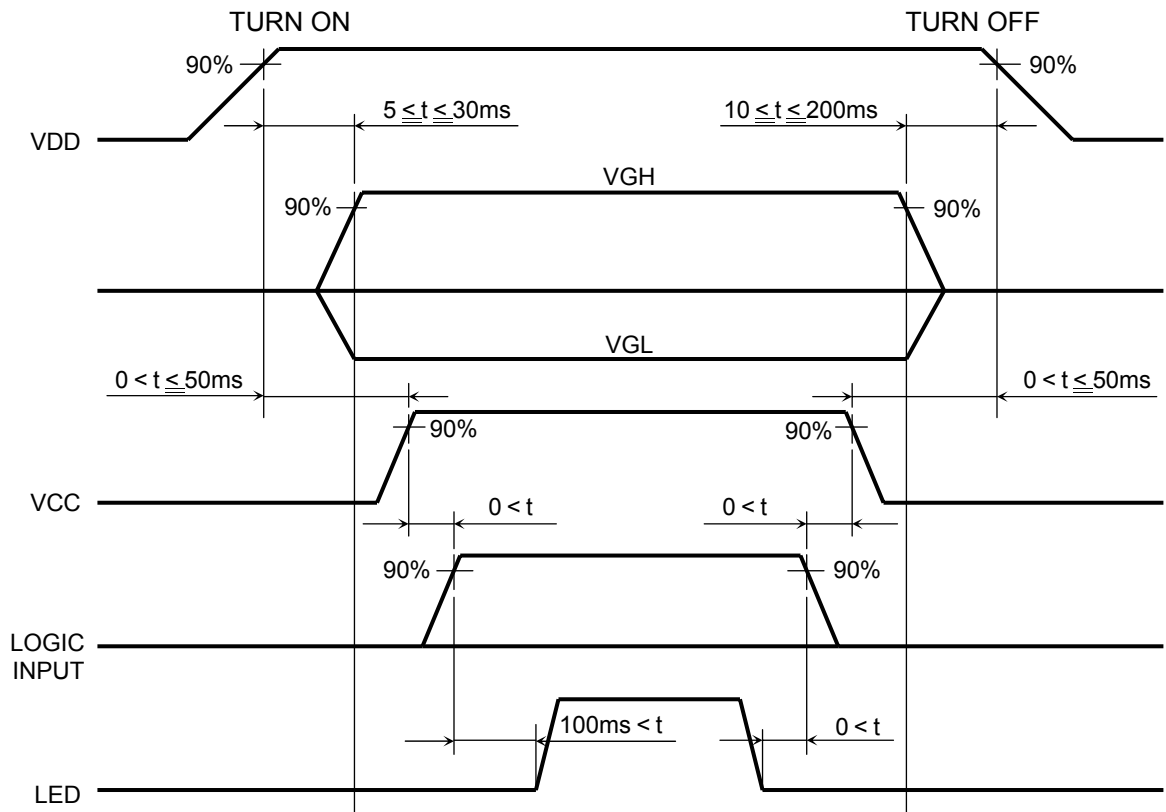 TURN ON
TURN OFF
90%
90%
VDD
5 ≦ t ≦ 30ms
10 ≦ t ≦ 200ms
VGH
90%
90%
VGL
0 < t ≦ 50ms
0 < t ≦ 50ms
90%
90%
VCC
0 < t
0 < t
90%
90%
LOGIC
INPUT
100ms < t
0 < t
LED